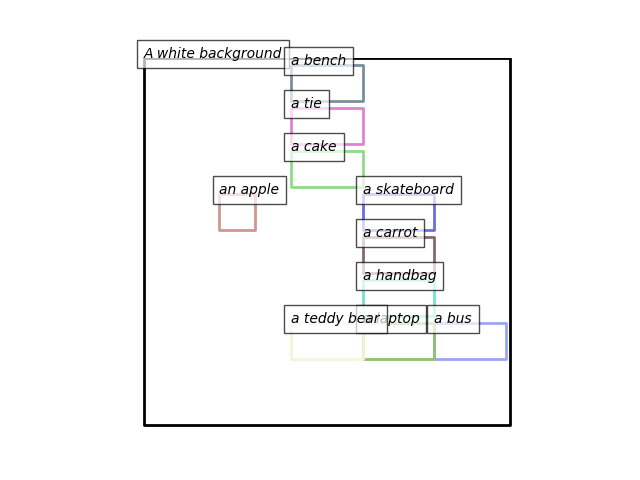 A white background
a bench
a tie
a cake
an apple
a skateboard
a carrot
a handbag
a teddy bear
a laptop
a bus